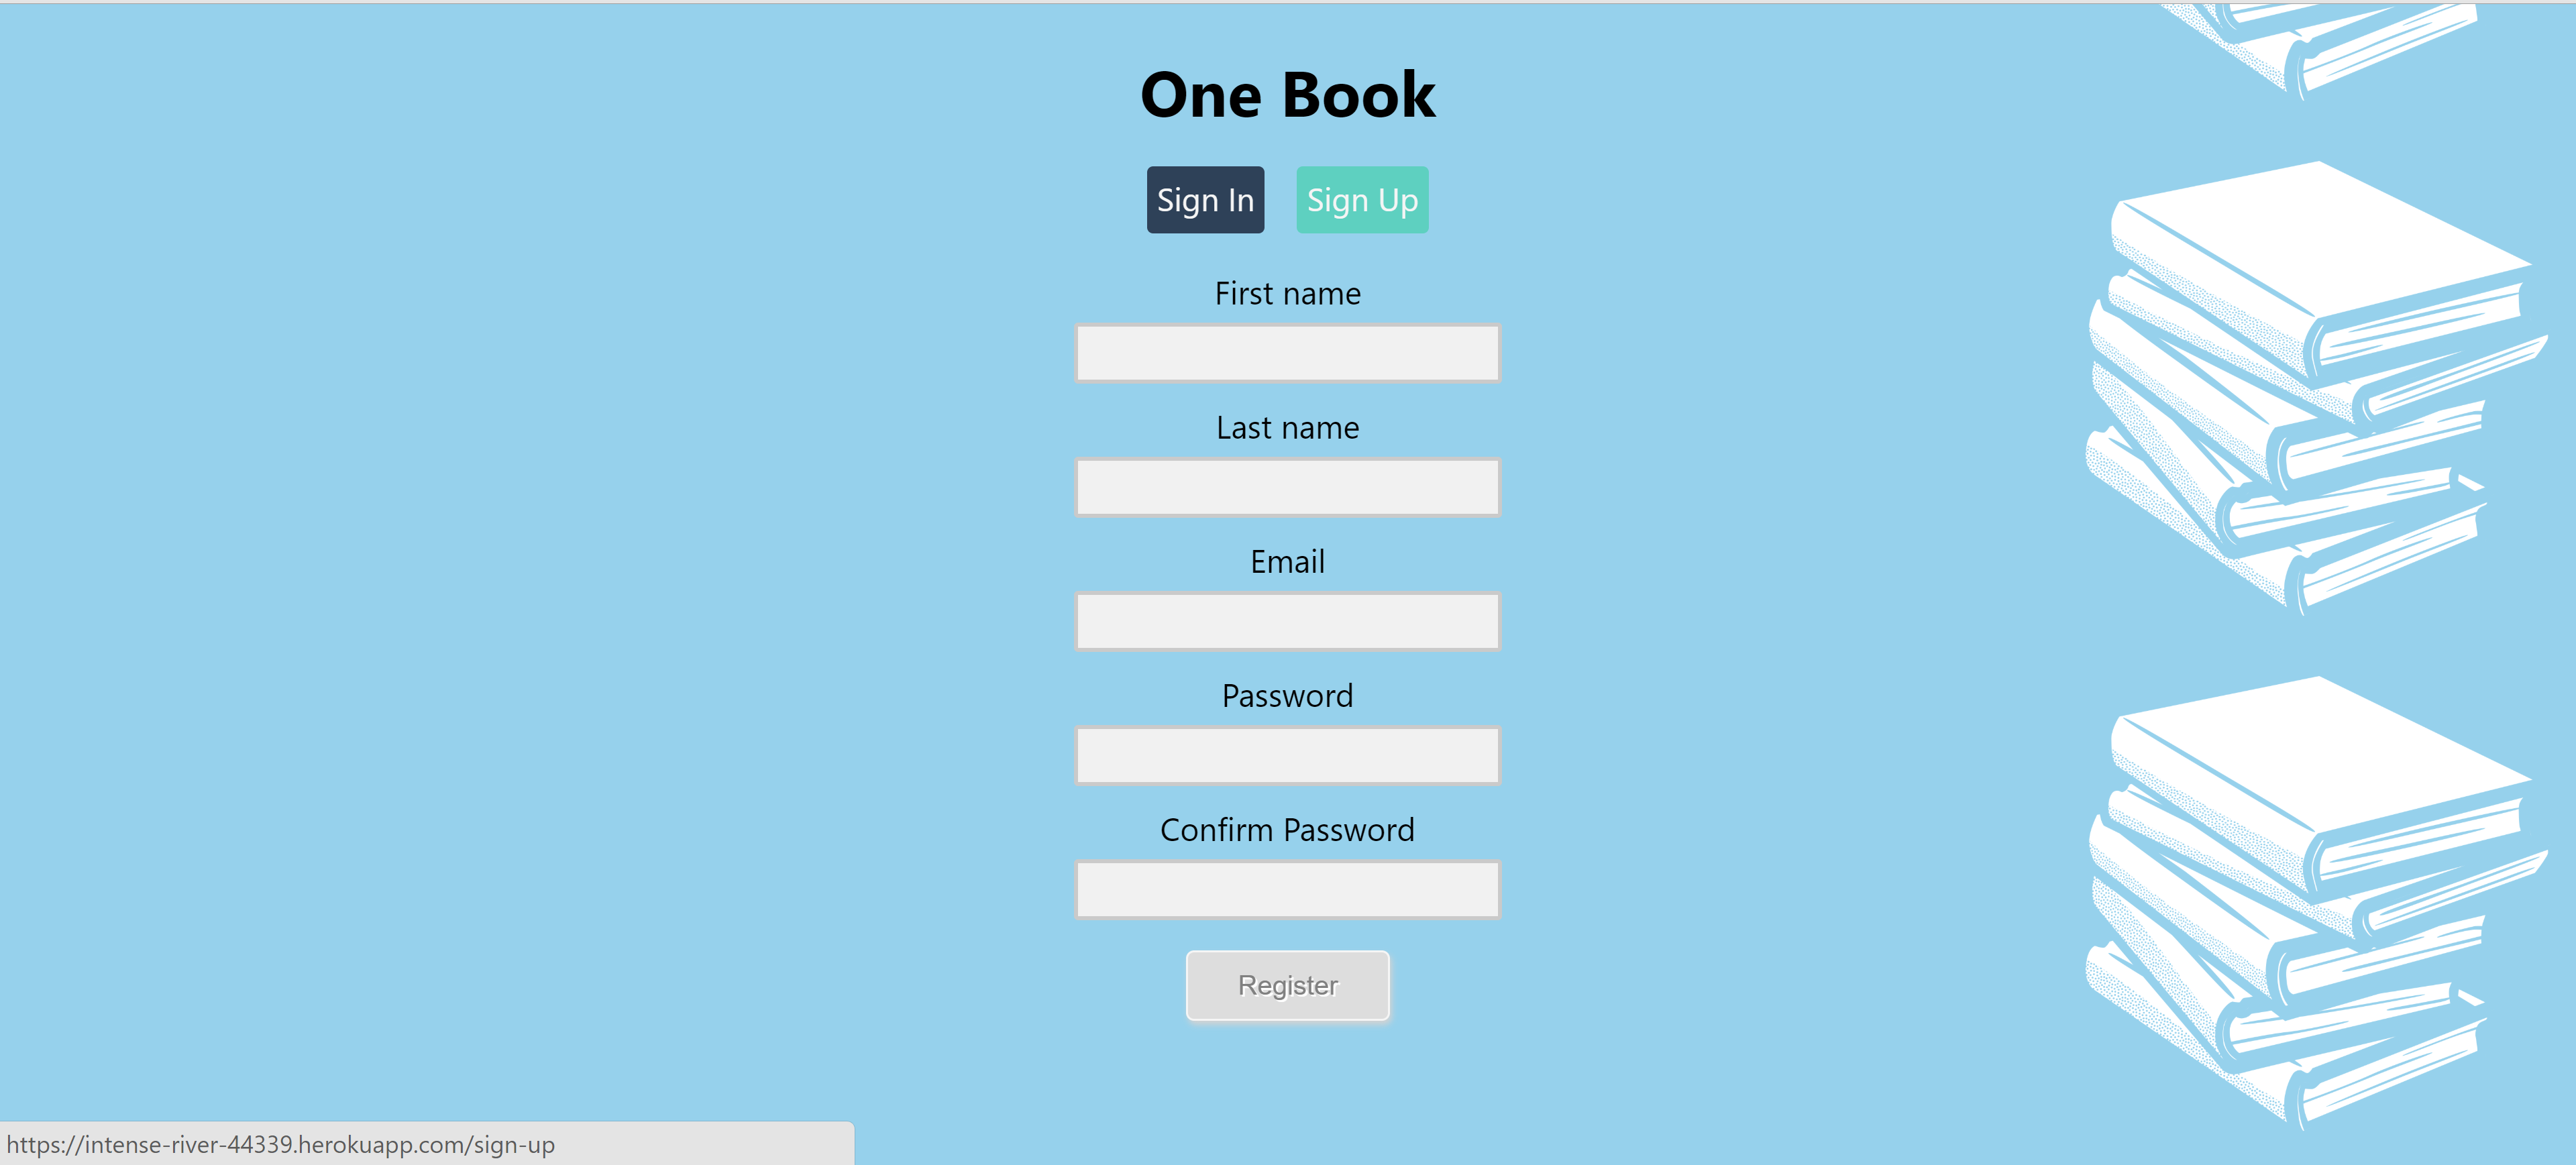 One Book
Sign In Sign Up
First name
Last name
Email
Password
Confirm Password
Register
https://intense-river-44339.herokuapp.com/sign-up